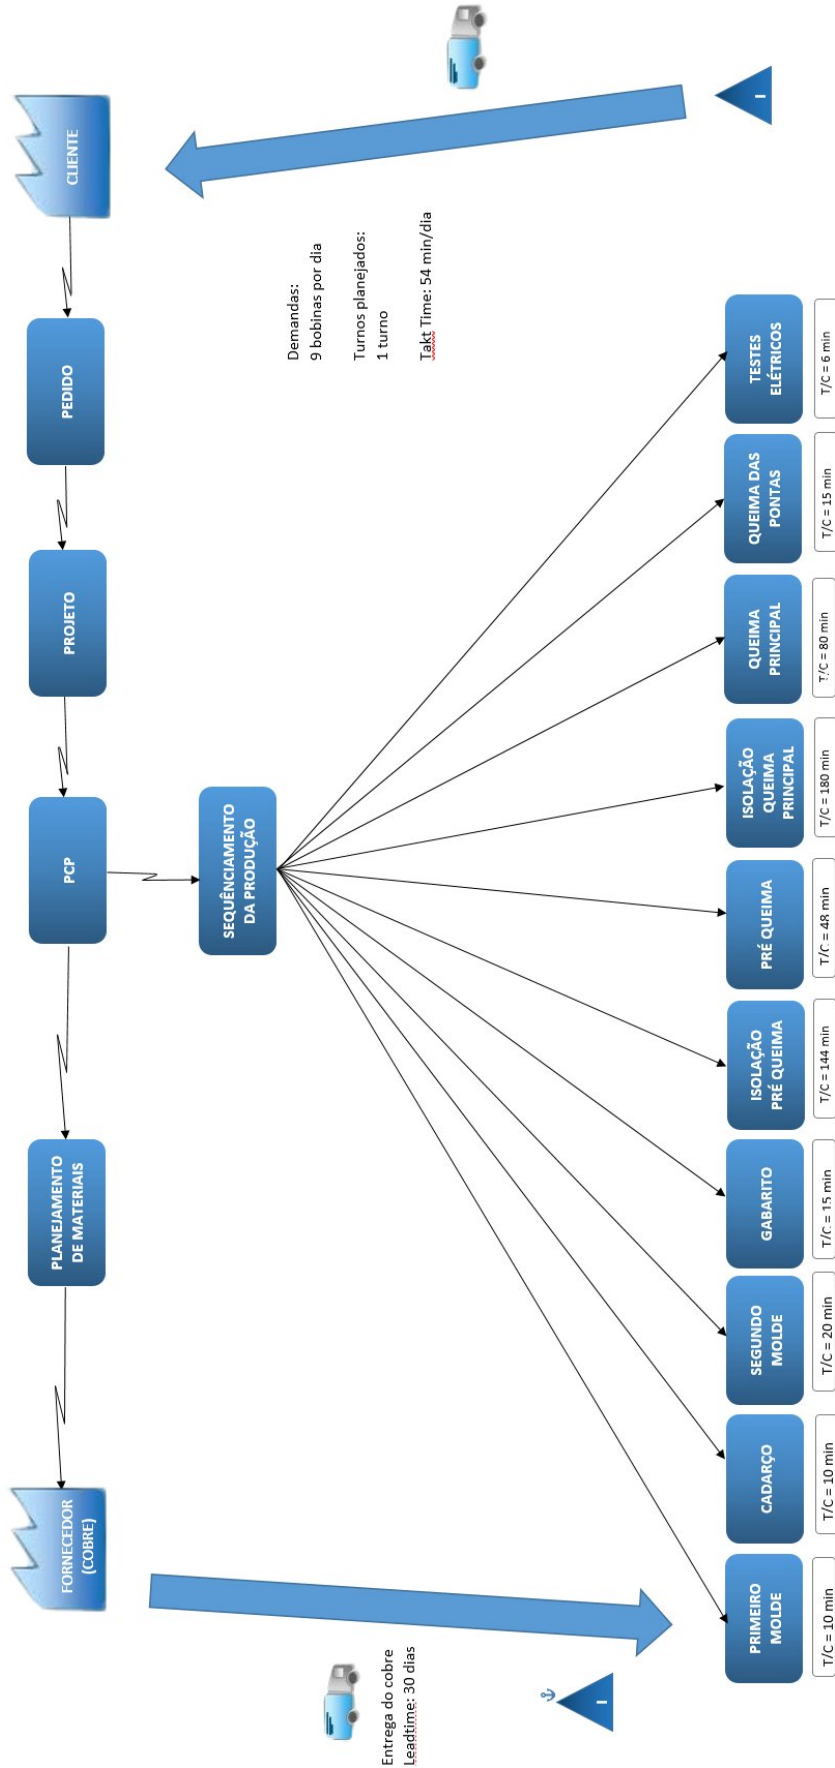 FORNECEDOR
(COBRE)
PLANEJAMENTO
DE MATERIAIS
PCP
PROJETO
PEDIDO
CLIENTE
SEQUÊNCIAMENTO
DA PRODUÇÃO
Entrega do cobre
Leadtime: 30 dias
I
Demandas:
9 bobinas por dia
Turnos planejados:
1 turno
Takt Time: 54 min/dia
I
PRIMEIRO
MOLDE
CADARÇO
SEGUNDO
MOLDE
GABARITO
ISOLAÇÃO
PRÉ QUEIMA
PRÉ QUEIMA
ISOLAÇÃO
QUEIMA
PRINCIPAL
QUEIMA
PRINCIPAL
QUEIMA DAS
PONTAS
TESTES
ELÉTRICOS
T/C = 10 min
T/C = 10 min
T/C = 20 min
T/C = 15 min
T/C = 144 min
T/C = 48 min
T/C = 180 min
T/C = 80 min
T/C = 15 min
T/C = 6 min